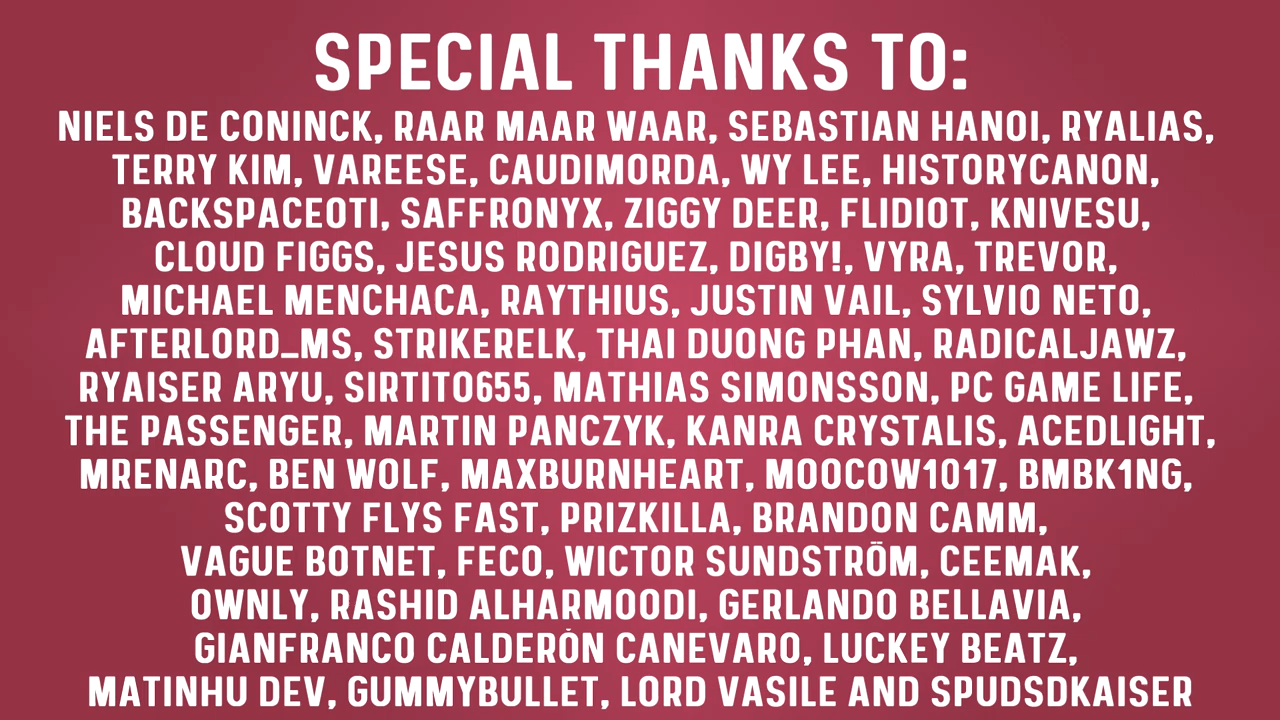 SPECIAL THANKS TO:
NIELS DE CONINCK, RAAR MAAR WAAR, SEBASTIAN HANOI, RYALIAS,
TERRY KIM, VAREESE, CAUDIMORDA, WY LEE, HISTORYCANON,
BACKSPACEOTI, SAFFRONYX, ZIGGY DEER, FLIDIOT, KNIVESU,
CLOUD FIGGS, JESUS RODRIGUEZ, DIGBY!, VYRA, TREVOR,
MICHAEL MENCHACA, RAYTHIUS, JUSTIN VAIL, SYLVIO NETO,
AFTERLORD_MS, STRIKERELK, THAI DUONG PHAN, RADICALJAWZ,
RYAISER ARYU, SIRTITO655, MATHIAS SIMONSSON, PC GAME LIFE,
THE PASSENGER, MARTIN PANCZYK, KANRA CRYSTALIS, ACEDLIGHT,
MRENARC, BEN WOLF, MAXBURNHEART, MOOCOW1017, BMBK1NG,
SCOTTY FLYS FAST, PRIZKILLA, BRANDON CAMM,
VAGUE BOTNET, FECO, WICTOR SUNDSTRÖM, CEEMAK,
OWNLY, RASHID ALHARMOODI, GERLANDO BELLAVIA,
GIANFRANCO CALDERÓN CANEVARO, LUCKEY BEATZ,
MATINHU DEV, GUMMYBULLET, LORD VASILE AND SPUDSDKAISER